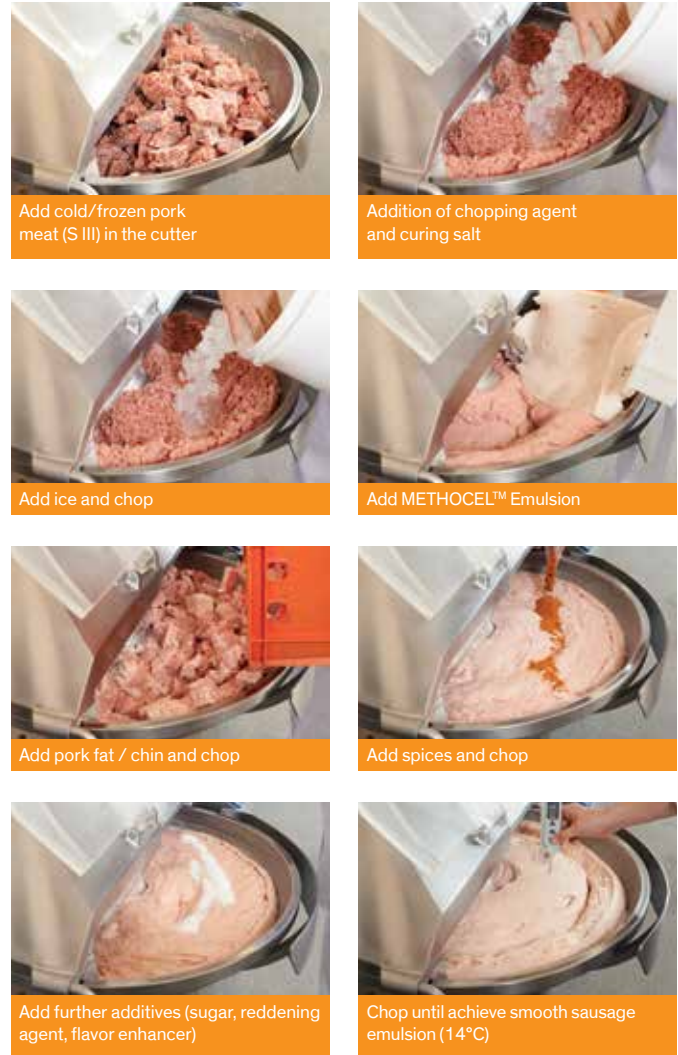 Add cold/frozen pork
meat (S III) in the cutter
Addition of chopping agent
and curing salt
Add ice and chop
Add METHOCEL™ Emulsion
Add pork fat / chin and chop
Add spices and chop
Add further additives (sugar, reddening
agent, flavor enhancer)
Chop until achieve smooth sausage
emulsion (14°C)